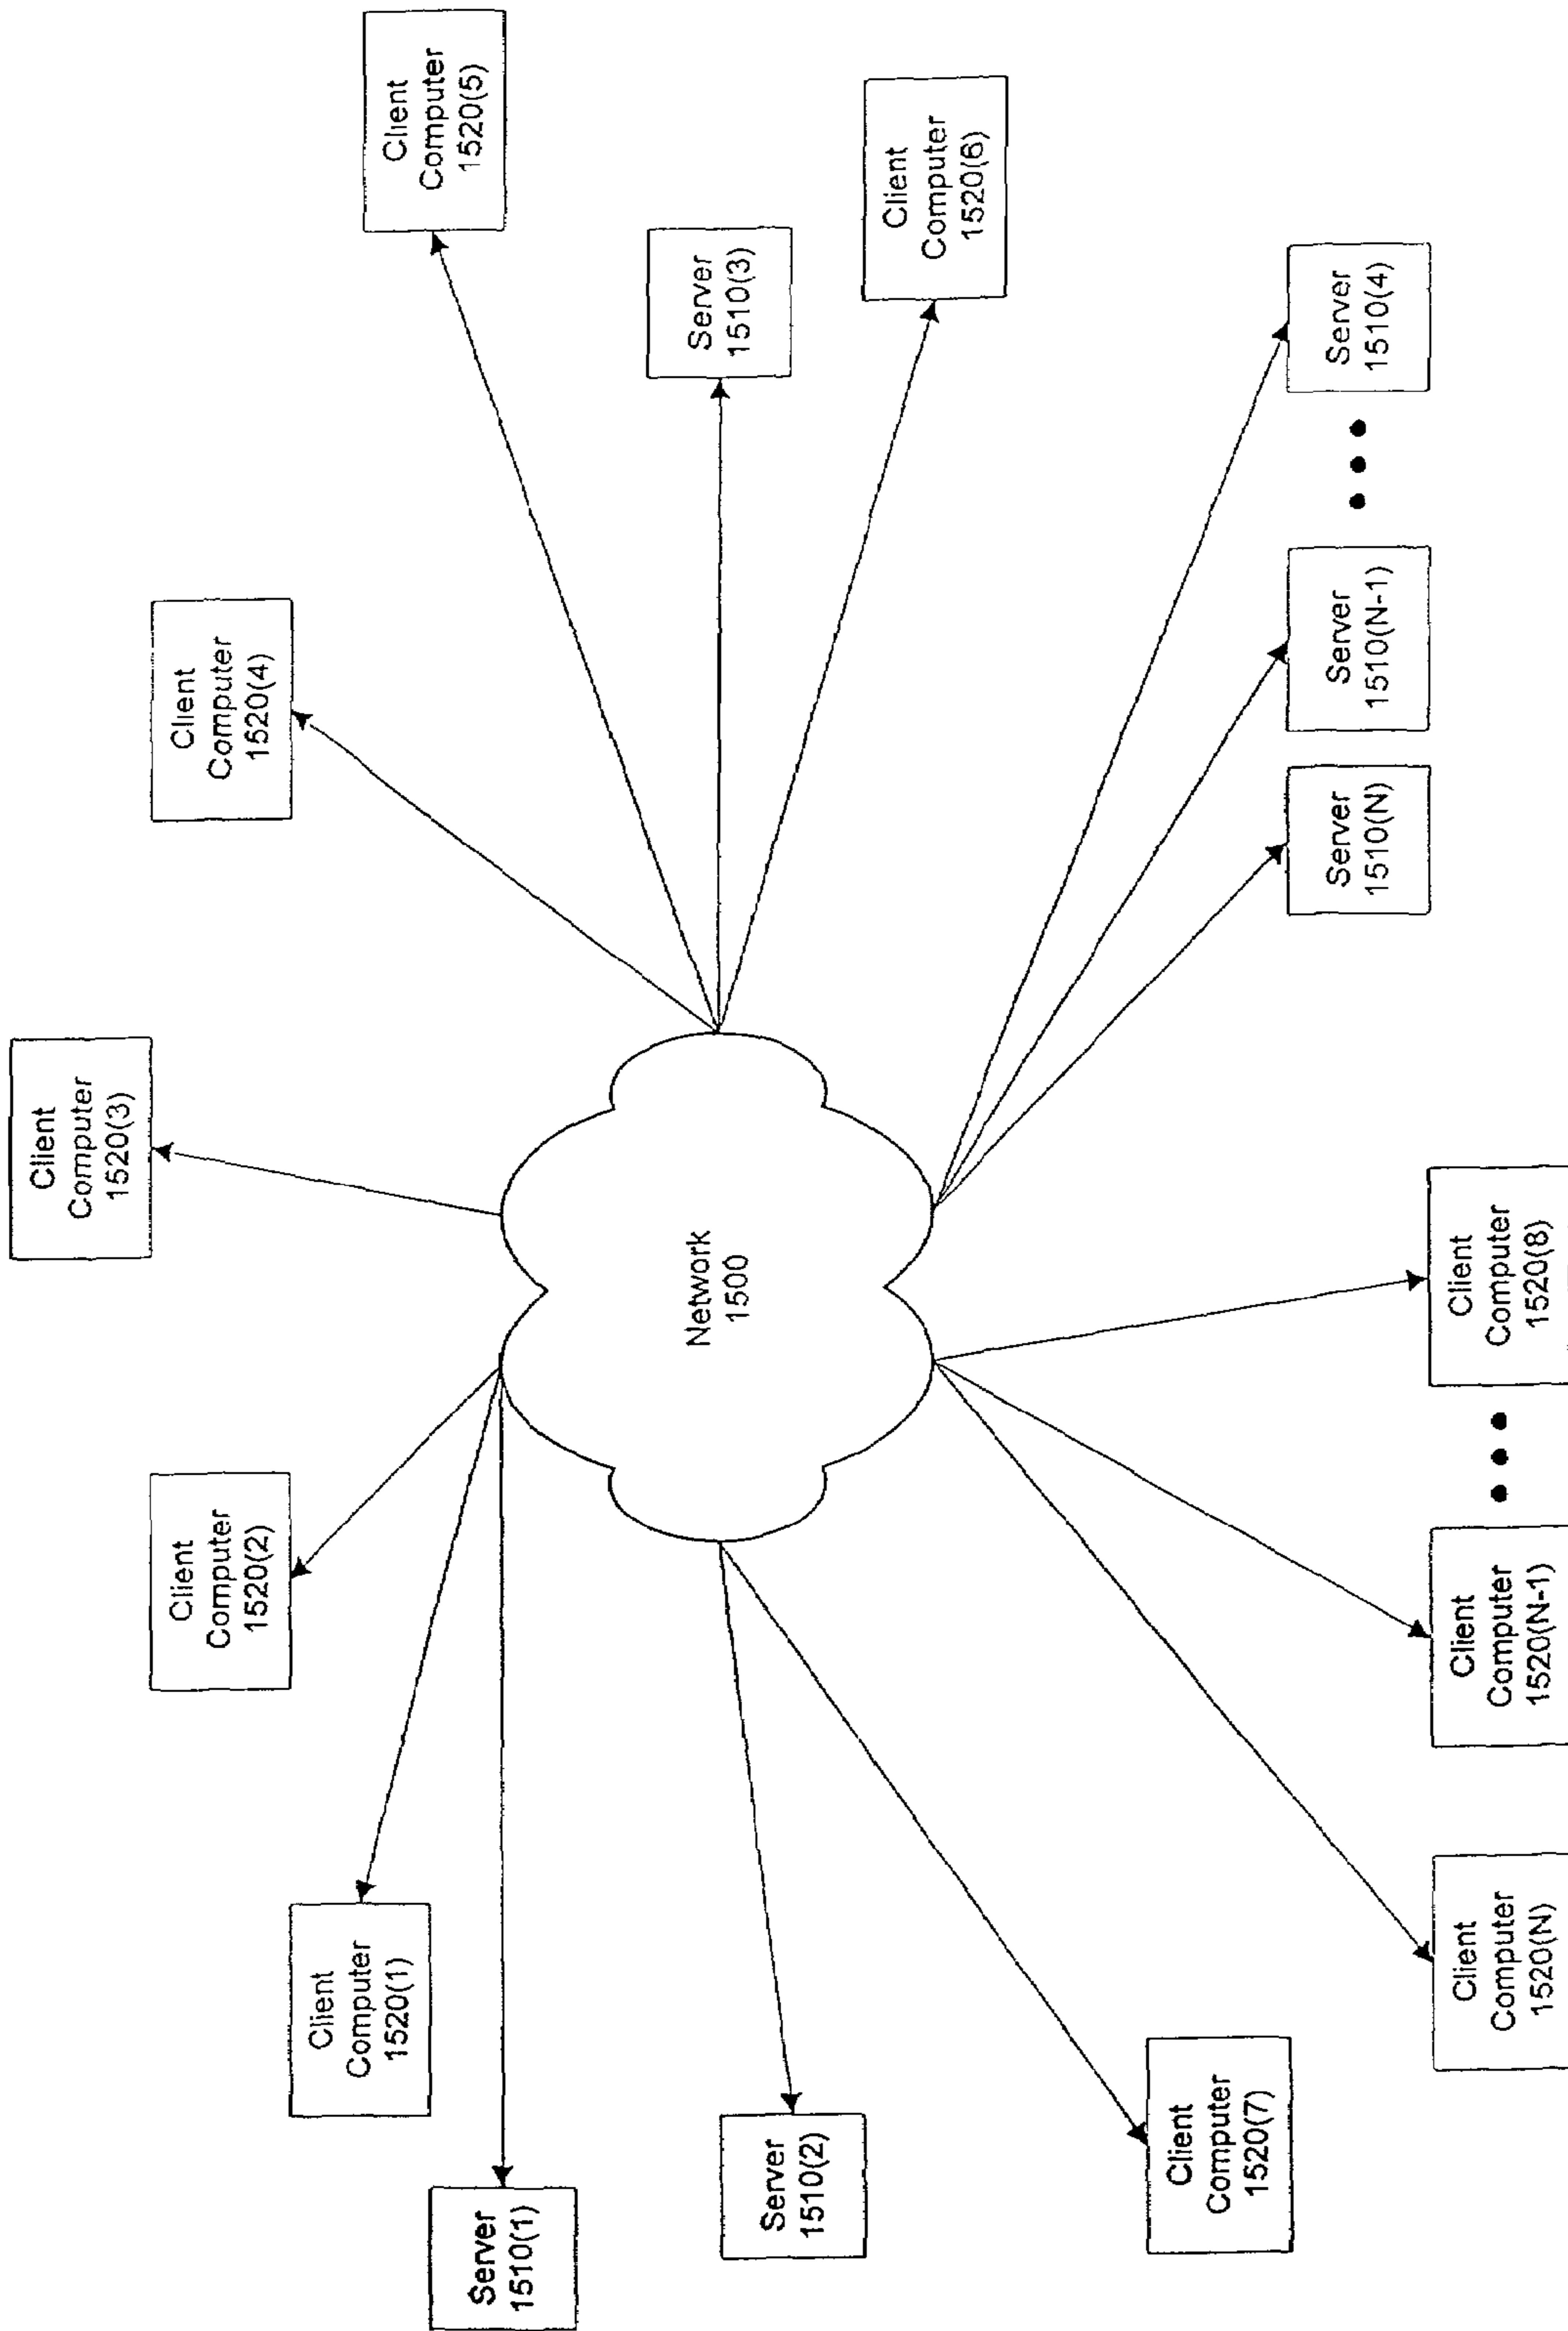 Client
Computer
1520(3)
Client
Computer
1520(2)
Client
Computer
1520(4)
Client
Computer
1520(1)
Client
Computer
1520(5)
Server
1510(1)
Network
1500
Server
1510(3)
Server
1510(2)
Client
Computer
1520(6)
Client
Computer
1520(7)
Server
1510(N)
Server
1510(N-1)
Server
1510(4)
Client
Computer
1520(N)
Client
Computer
1520(N-1)
Client
Computer
1520(8)